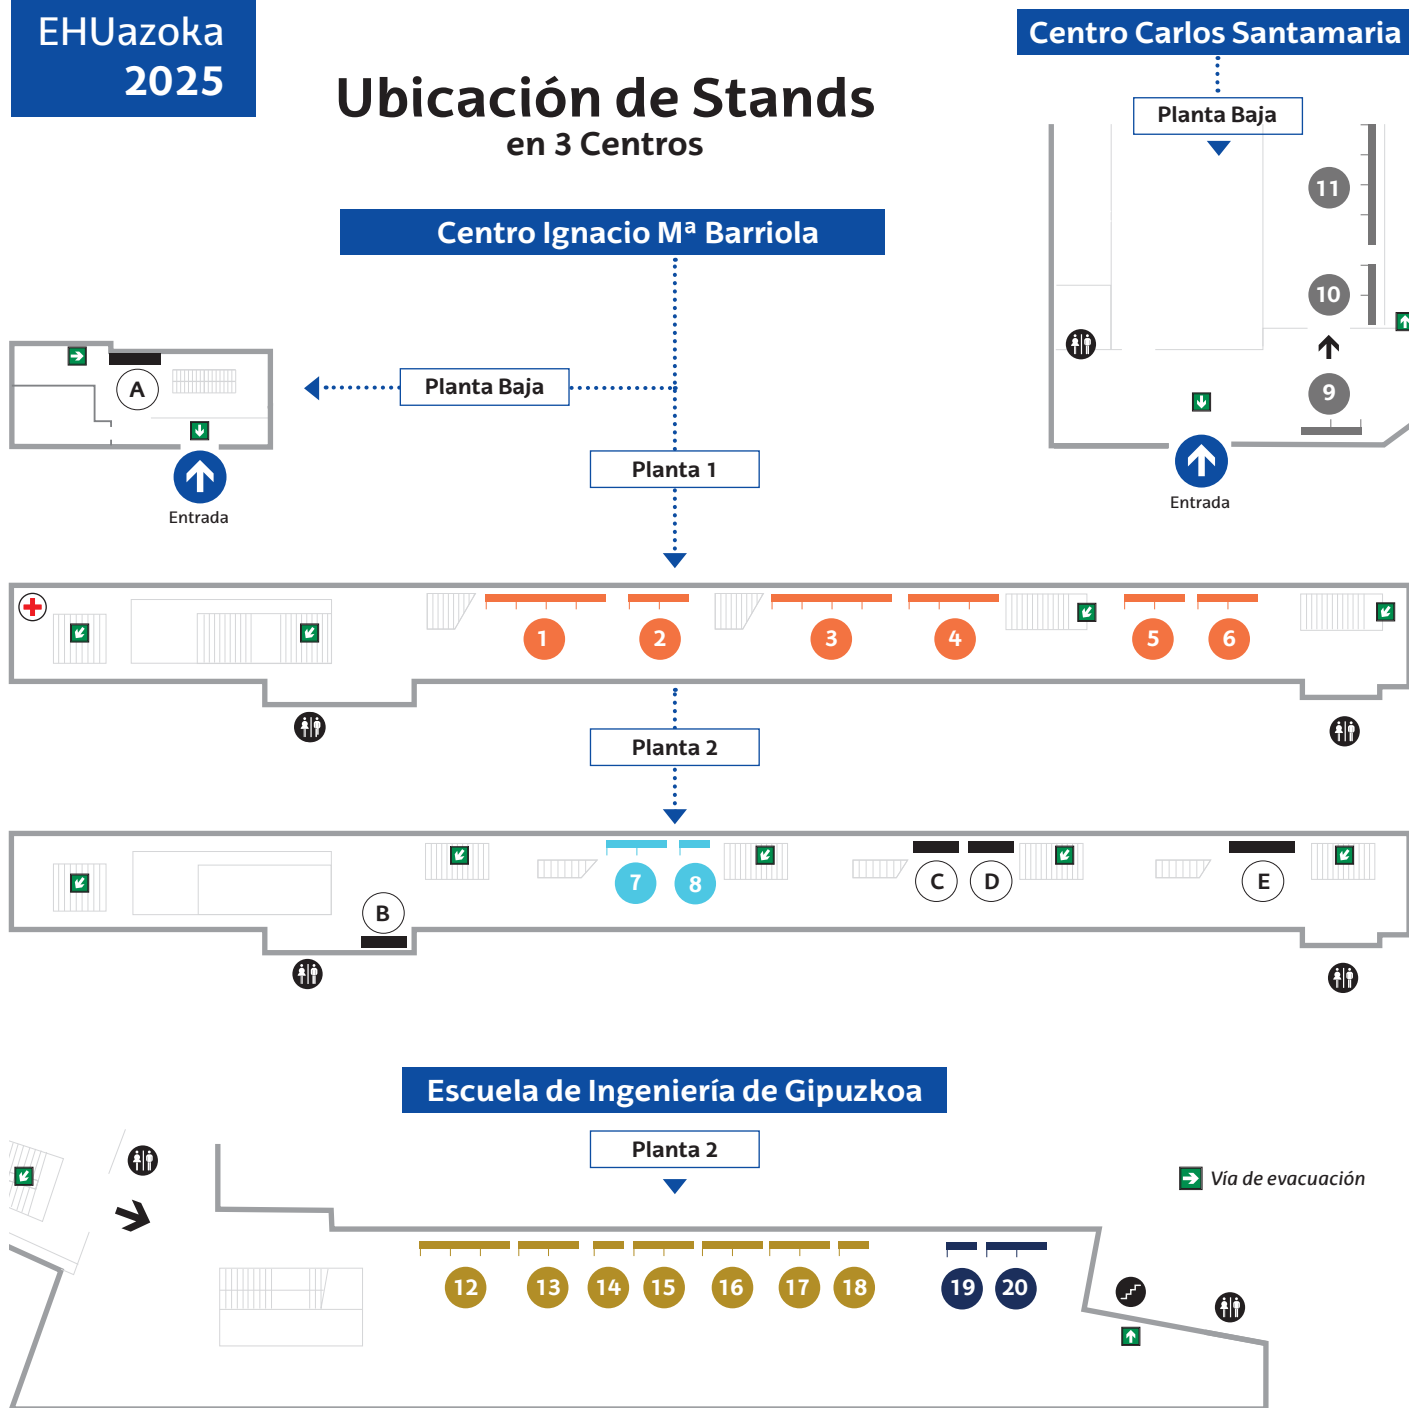 EHUazoka
2025
Ubicación de Stands
en 3 Centros
Centro Carlos Santamaria
Planta Baja
11
10
9
Entrada
Centro Ignacio Mª Barriola
Planta Baja
A
Entrada
Planta 1
1
2
3
4
5
6
Planta 2
7
8
C
D
E
B
Escuela de Ingeniería de Gipuzkoa
Planta 2
Vía de evacuación
12
13
14
15
16
17
18
19
20